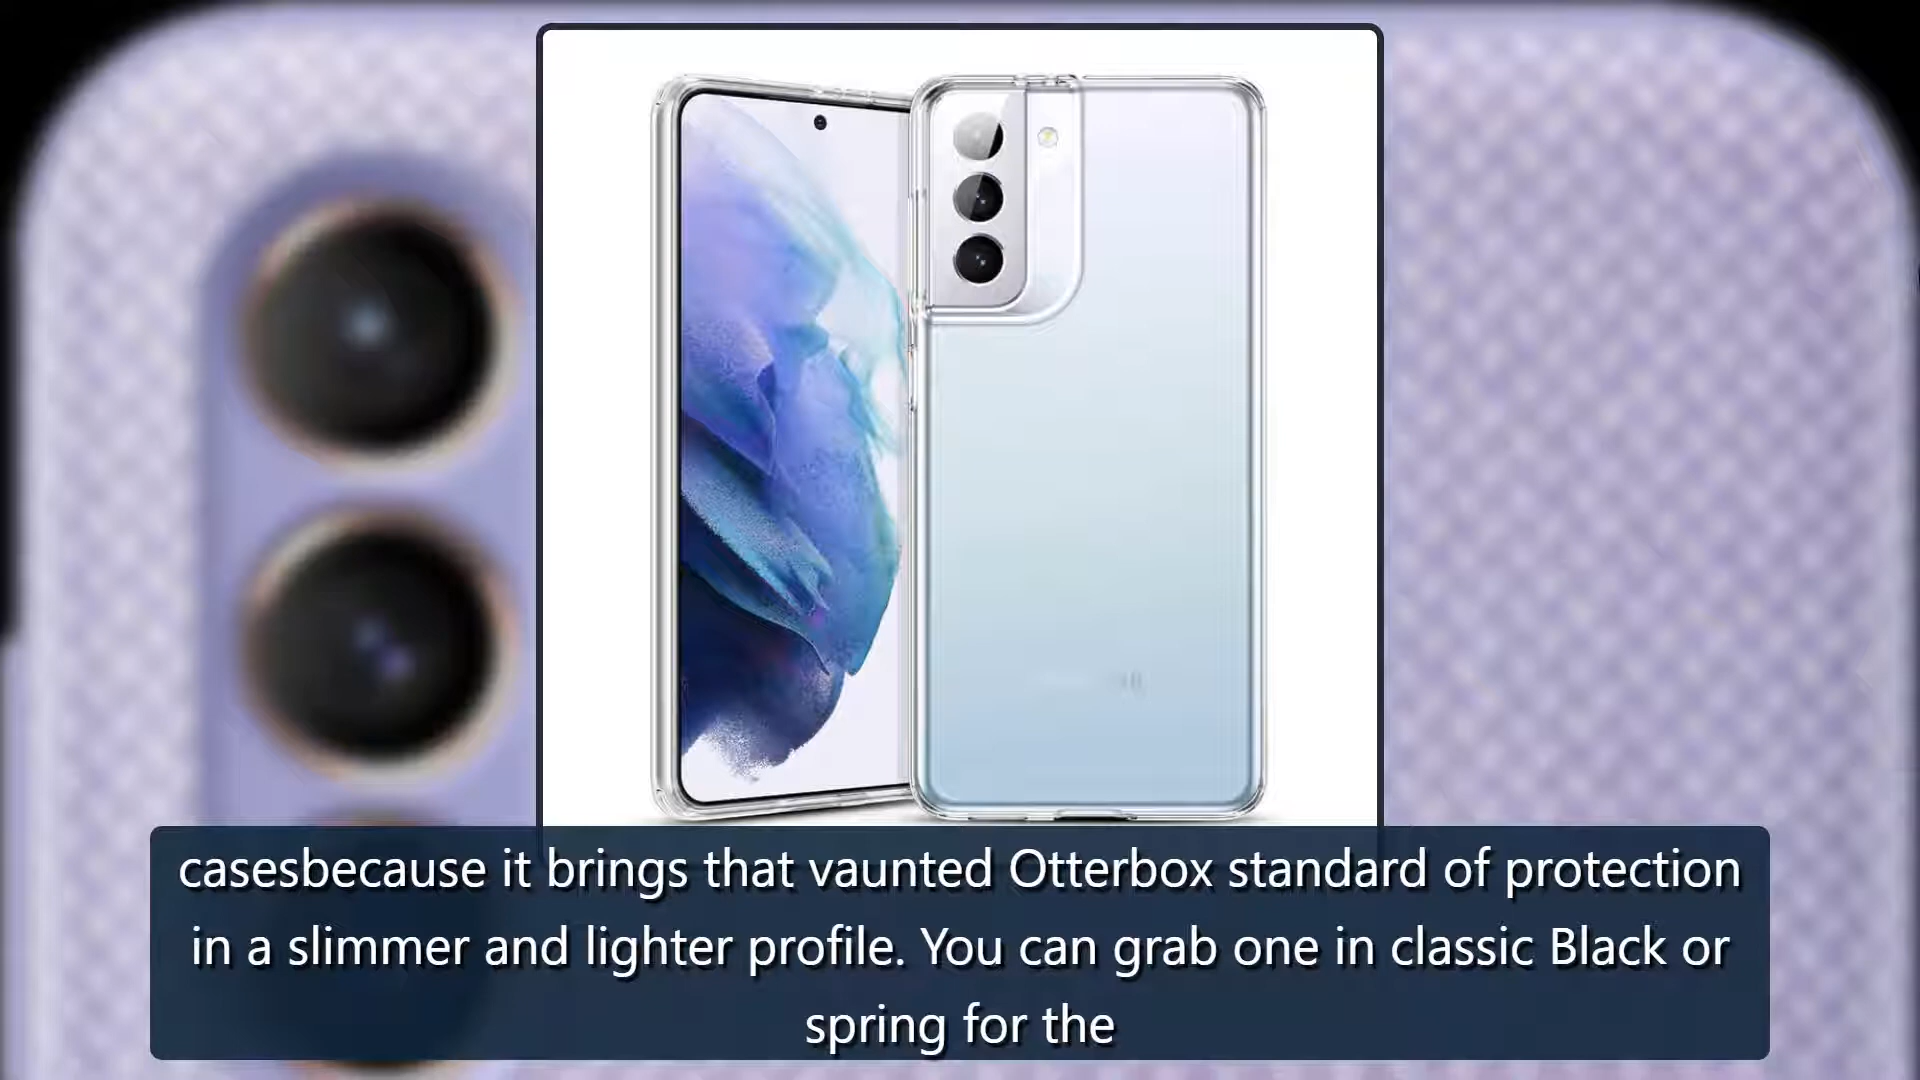 casesbecause it brings that vaunted Otterbox standard of protection
in a slimmer and lighter profile. You can grab one in classic Black or
spring for the